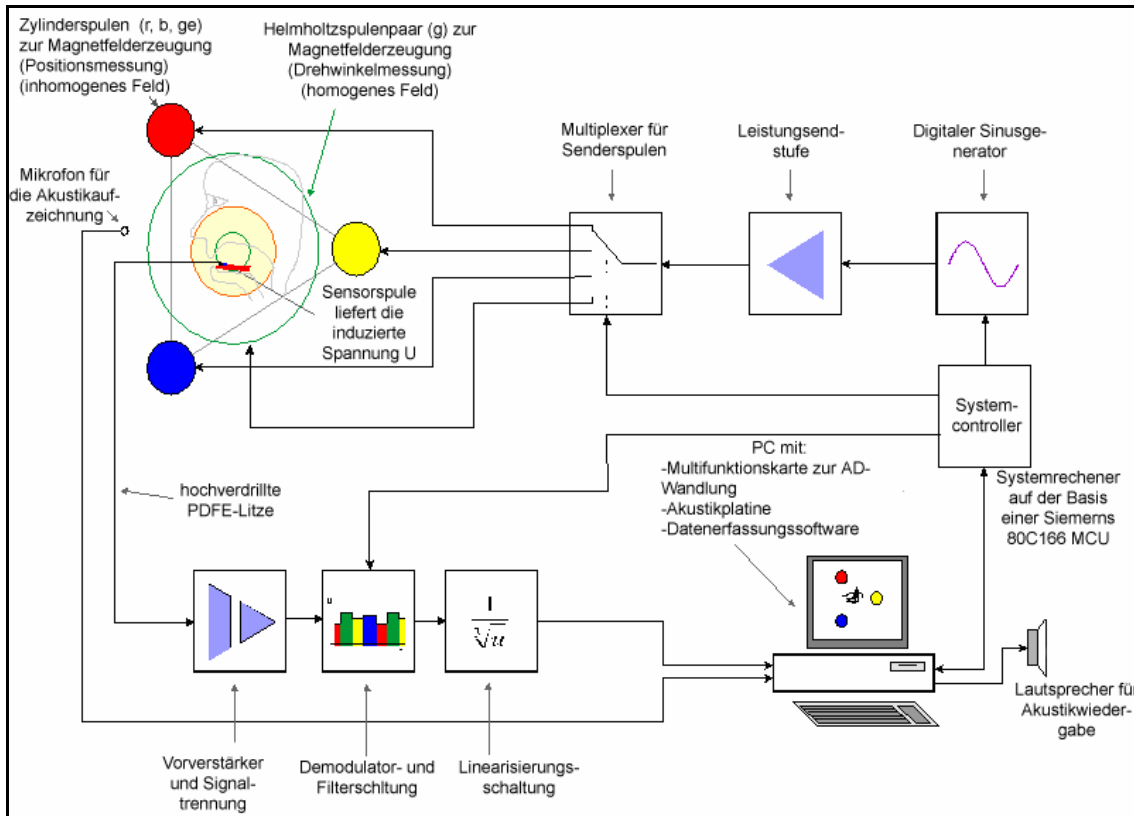 Zylinderspulen (r, b, ge)
zur Magnetfelderzeugung
(Positionsmessung)
(inhomogenes Feld)
Helmholtzspulenpaar (g) zur
Magnetfelderzeugung
(Drehwinkelmessung)
(homogenes Feld)
Multiplexer für
Senderspulen
Leistungsend-
stufe
Digitaler Sinusge-
nerator
Mikrofon für
die Akustikauf-
zeichnung
Sensorspule
liefert die
induzierte
Spannung U
System-
controller
PC mit:
-Multifunktionskarte zur AD-
Wandlung
-Akustikplatine
-Datenerfassungssoftware
Systemrechener
auf der Basis
einer Siemerns
80C166 MCU
hochverdrillte
PDFE-Litze
u
1
∛u
Lautsprecher für
Akustikwieder-
gabe
Vorverstärker
und Signal-
trennung
Demodulator- und
Filterschltung
Linearisierungs-
schaltung